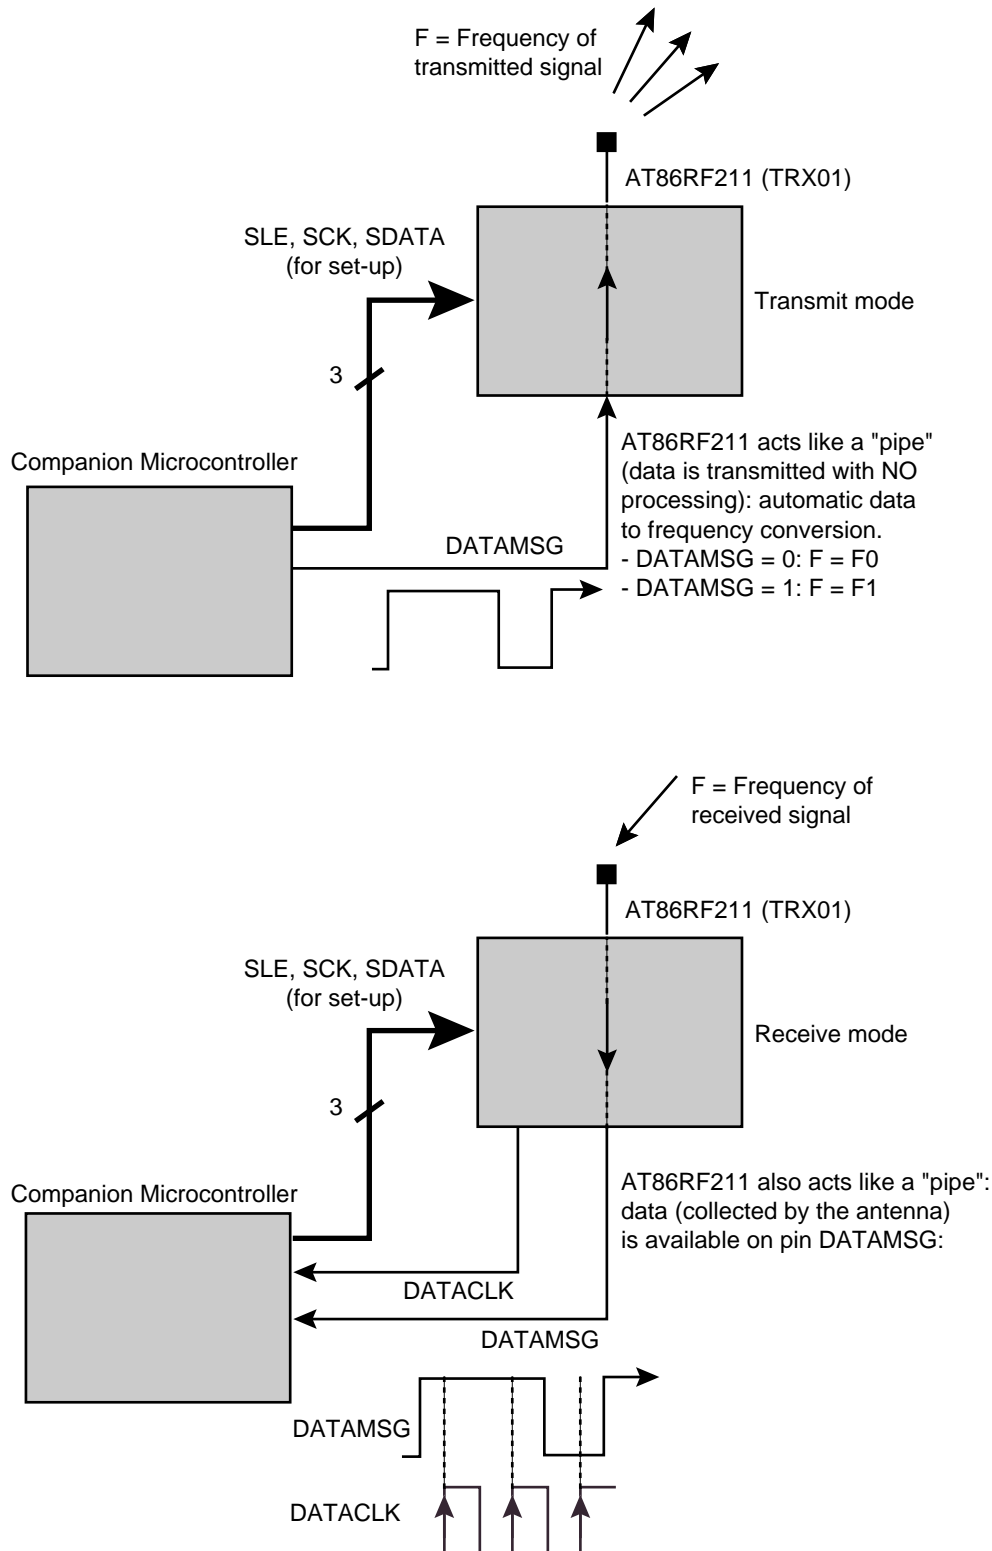 F = Frequency of
transmitted signal
AT86RF211 (TRX01)
SLE, SCK, SDATA
(for set-up)
Transmit mode
3
AT86RF211 acts like a "pipe"
(data is transmitted with NO
processing): automatic data
to frequency conversion.
- DATAMSG = 0: F = F0
- DATAMSG = 1: F = F1
Companion Microcontroller
DATAMSG
F = Frequency of
received signal
AT86RF211 (TRX01)
SLE, SCK, SDATA
(for set-up)
Receive mode
3
AT86RF211 also acts like a "pipe":
data (collected by the antenna)
is available on pin DATAMSG:
Companion Microcontroller
DATACLK
DATAMSG
DATAMSG
DATACLK